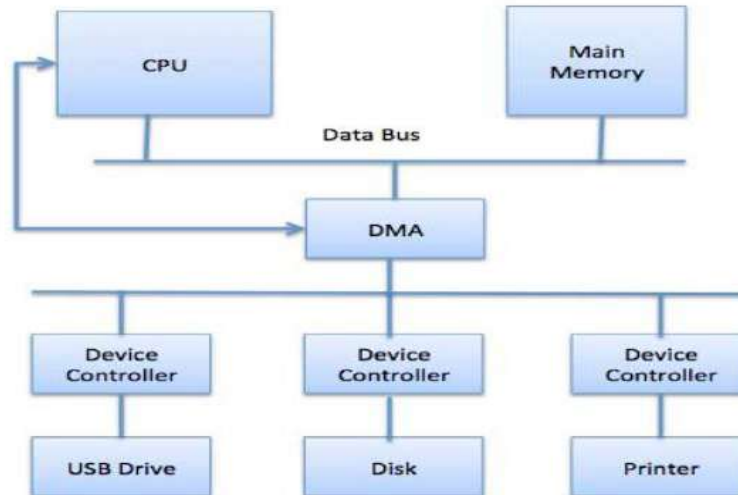 CPU
Main
Memory
Data Bus
DMA
Device
Controller
Device
Controller
Device
Controller
USB Drive
Disk
Printer